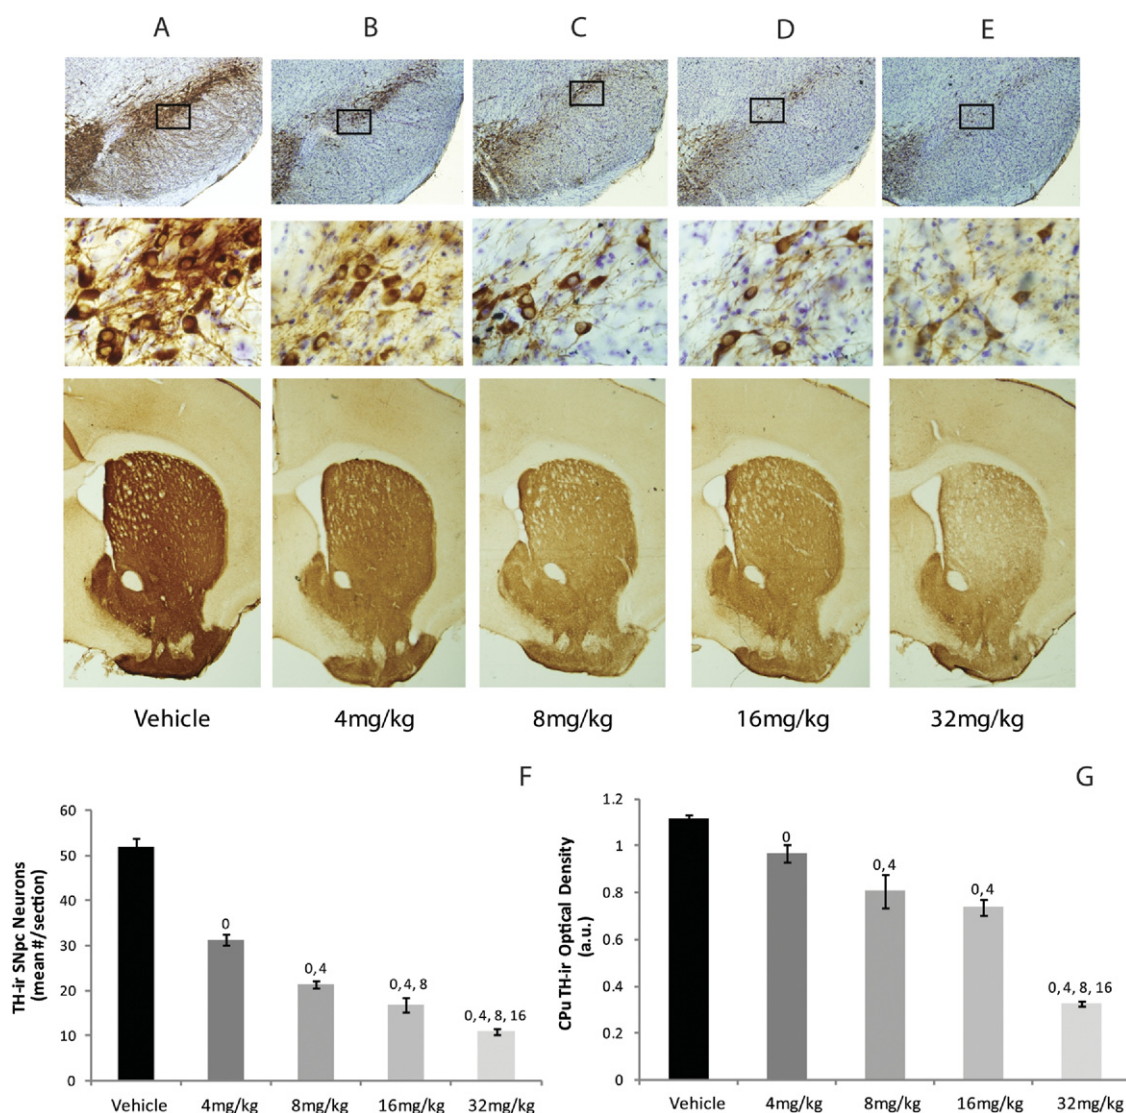 A B C D E
Vehicle 4mg/kg 8mg/kg 16mg/kg 32mg/kg
F
TH-ir SNpc Neurons
(mean #/section)
60
50
40
30
20
10
0
0
0,4
0,4,8
0,4,8,16
Vehicle 4mg/kg 8mg/kg 16mg/kg 32mg/kg
G
CPu TH-ir Optical Density
(a.u.)
1.2
1
0.8
0.6
0.4
0.2
0
0
0,4
0,4
0,4,8,16
Vehicle 4mg/kg 8mg/kg 16mg/kg 32mg/kg